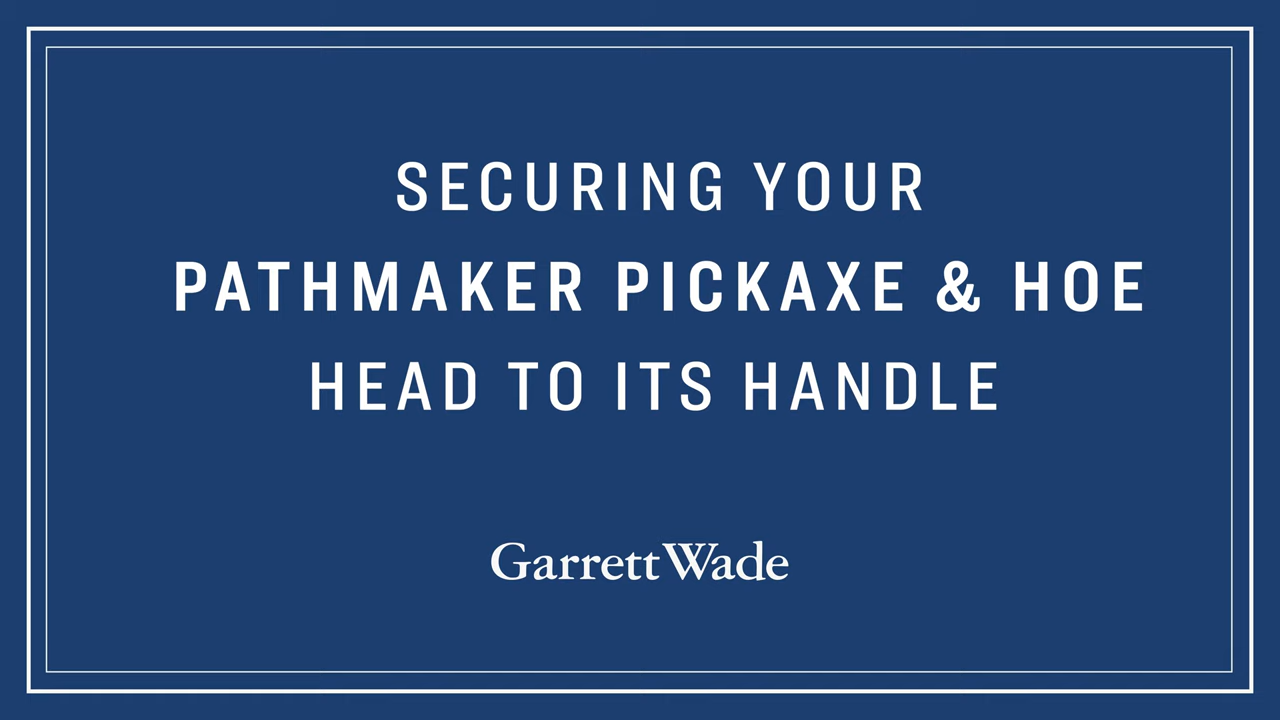 SECURING YOUR
PATHMAKER PICKAXE & HOE
HEAD TO ITS HANDLE
GarrettWade